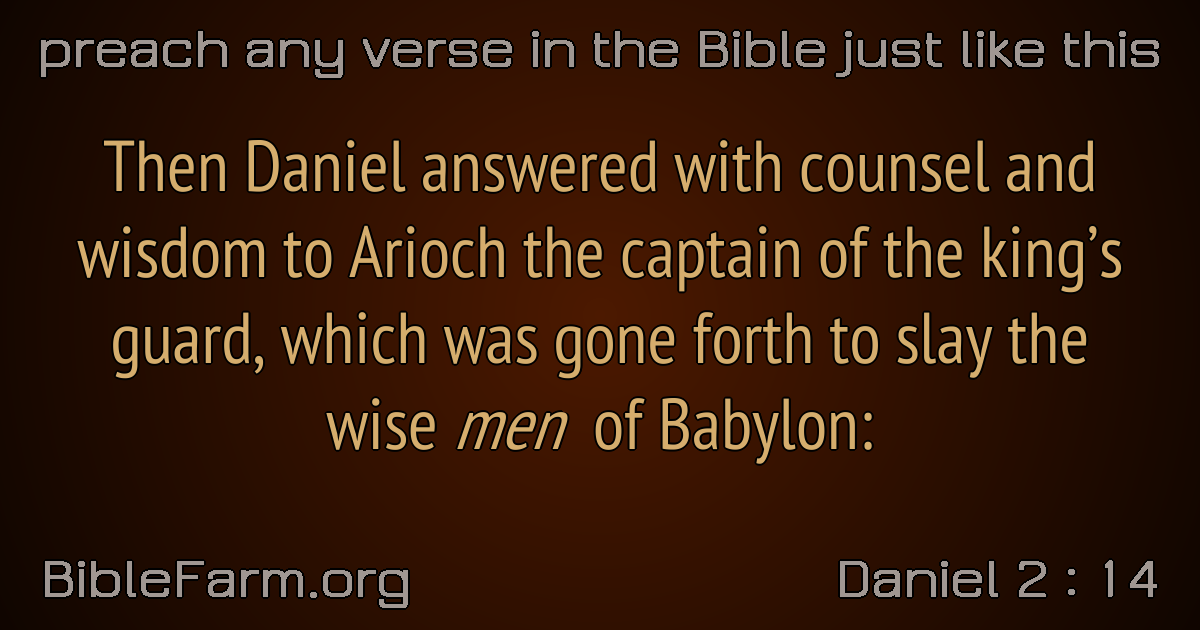 preach any verse in the Bible just like this
Then Daniel answered with counsel and
wisdom to Arioch the captain of the king’s
guard, which was gone forth to slay the
wise men of Babylon:
BibleFarm.org
Daniel 2 : 14